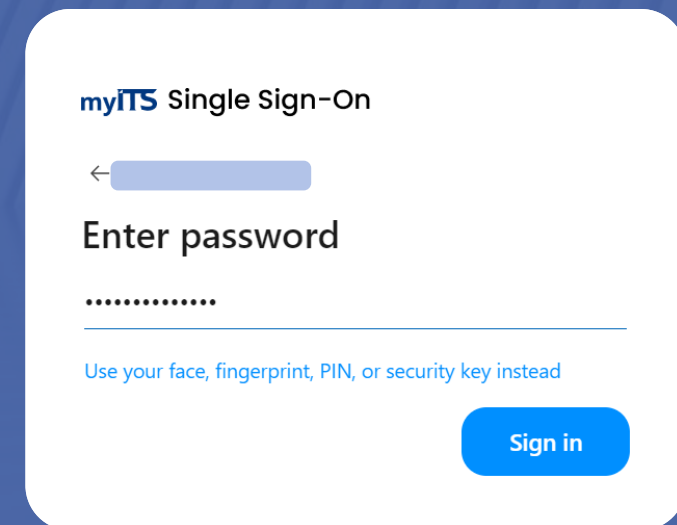 myITS Single Sign-On
←
Enter password
••••••••••••••
Use your face, fingerprint, PIN, or security key instead
Sign in